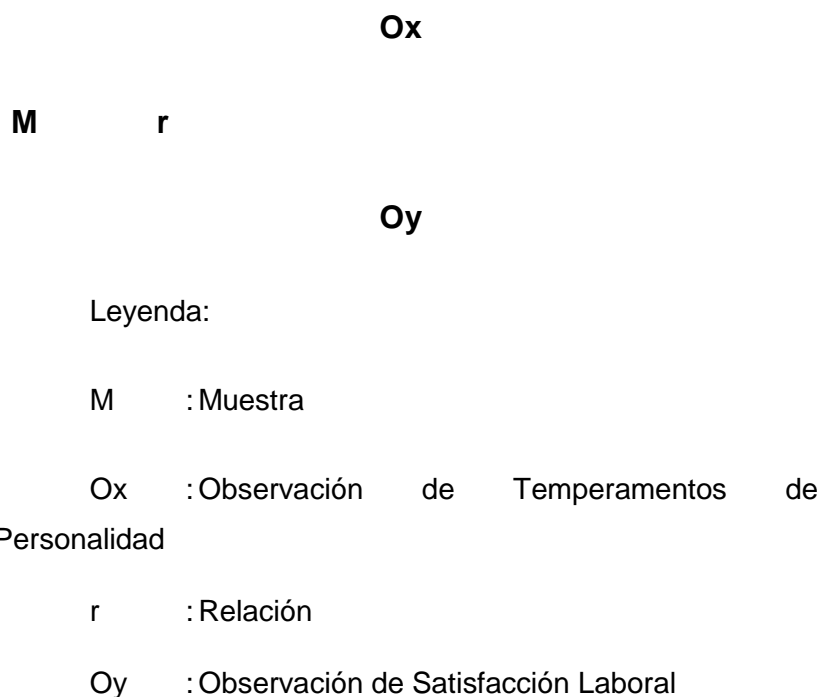 Ox
M r
Oy
Leyenda:
M : Muestra
Ox : Observación de Temperamentos de
Personalidad
r : Relación
Oy : Observación de Satisfacción Laboral